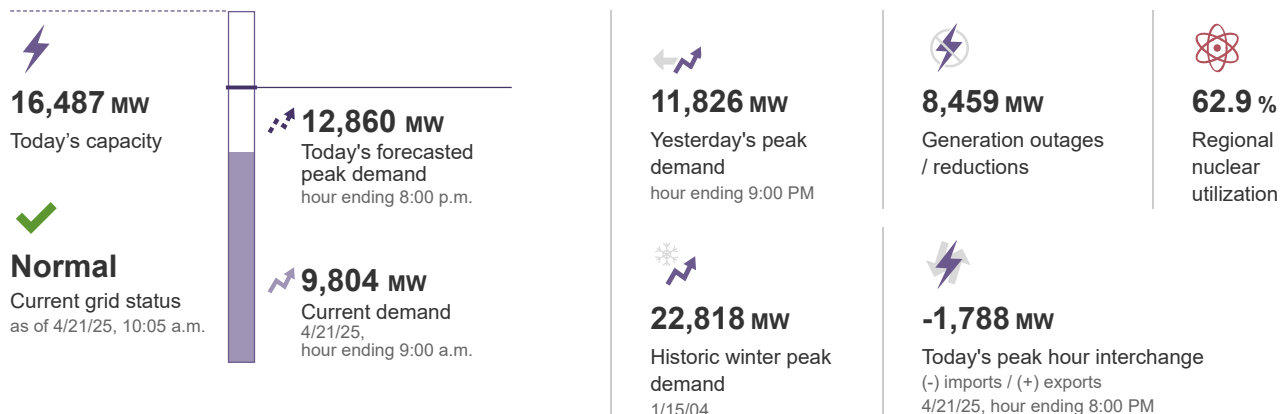 16,487 MW
Today's capacity
Normal
Current grid status
as of 4/21/25, 10:05 a.m.
12,860 MW
Today's forecasted
peak demand
hour ending 8:00 p.m.
9,804 MW
Current demand
4/21/25,
hour ending 9:00 a.m.
11,826 MW
Yesterday's peak
demand
hour ending 9:00 PM
8,459 MW
Generation outages
/ reductions
62.9 %
Regional
nuclear
utilization
22,818 MW
Historic winter peak
demand
1/15/04
-1,788 MW
Today's peak hour interchange
(-) imports / (+) exports
4/21/25, hour ending 8:00 PM